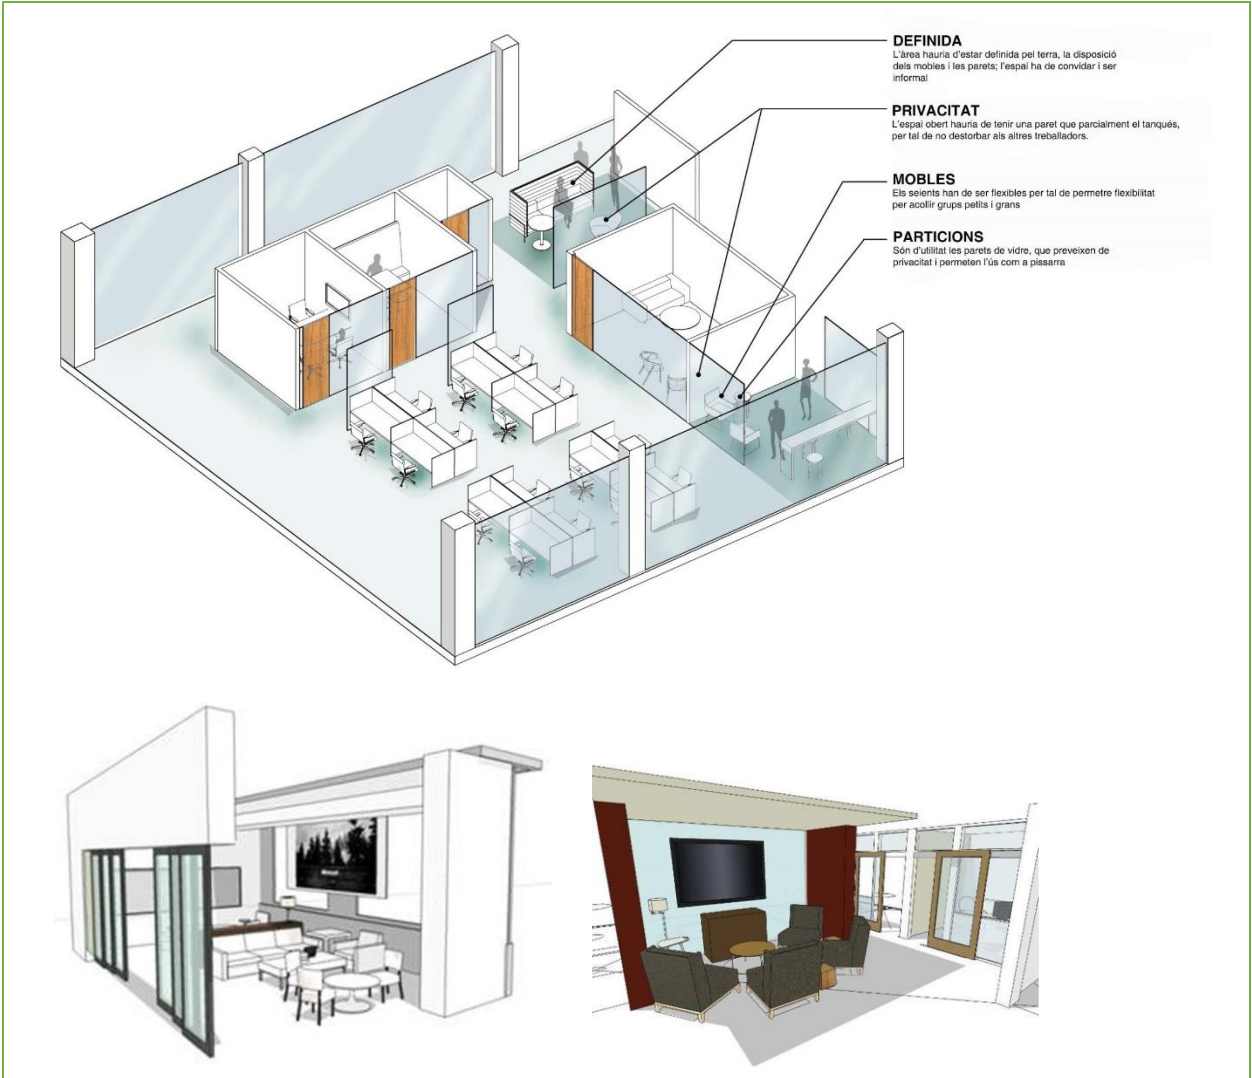 DEFINIDA
L'àrea hauria d'estar definida pel terra, la disposició
dels mobles i les parets; l'espai ha de convidar i ser
informal
PRIVACITAT
L'espai obert hauria de tenir una paret que parcialment el tanqués,
per tal de no destorbar als altres treballadors.
MOBLES
Els seients han de ser flexibles per tal de permetre flexibilitat
per acollir grups petits i grans
PARTICIONS
Són d'utilitat les parets de vidre, que preveixen de
privacitat i permeten l'ús com a pissarra